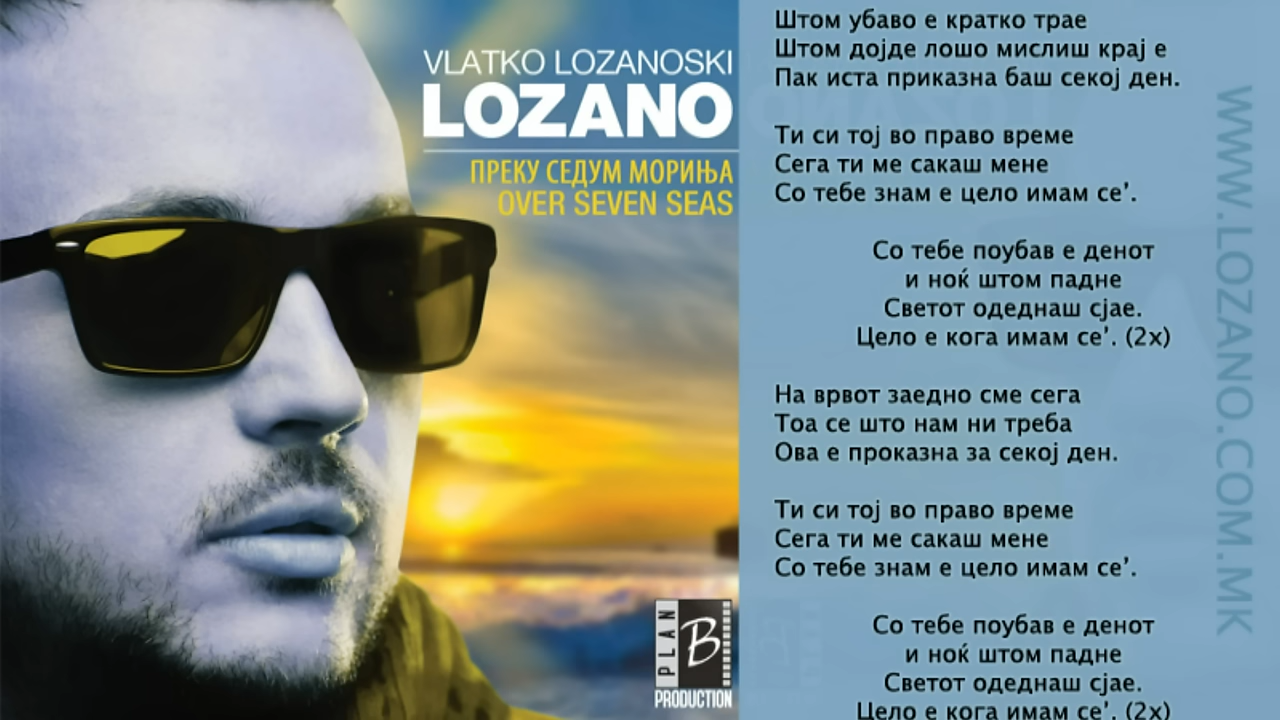 VLATKO LOZANOSKI
LOZANO
ПРЕКУ СЕДУМ МОРИЊА
OVER SEVEN SEAS
PLAN
B
PRODUCTION
Штом убаво е кратко трае
Штом дојде лошо мислиш крај е
Пак иста приказна баш секој ден.
Ти си тој во право време
Сега ти ме сакаш мене
Со тебе знам е цело имам се’.
Со тебе поубав е денот
и ноќ штом падне
Светот одеднаш сјае.
Цело е кога имам се’. (2x)
На врвот заедно сме сега
Тоа се што нам ни треба
Ова е проказна за секој ден.
Ти си тој во право време
Сега ти ме сакаш мене
Со тебе знам е цело имам се’.
Со тебе поубав е денот
и ноќ штом падне
Светот одеднаш сјае.
Цело е кога имам се’. (2x)
WWW.LOZANO.COM.MK